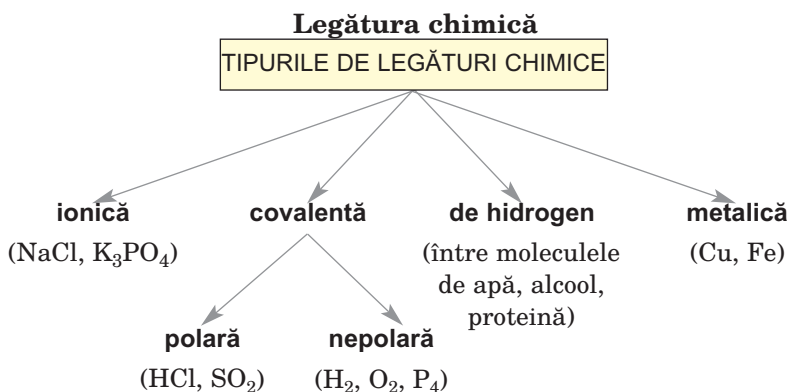 Legătura chimică
TIPURILE DE LEGĂTURI CHIMICE
ionică
(NaCl, K₃PO₄)
covalentă
de hidrogen
(între moleculele
de apă, alcool,
proteină)
metalică
(Cu, Fe)
polară
(HCl, SO₂)
nepolară
(H₂, O₂, P₄)